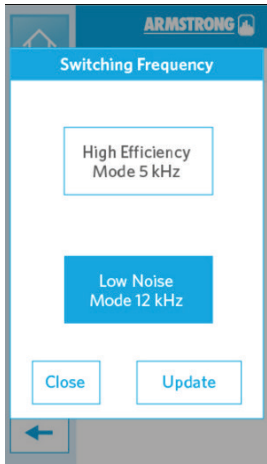 ARMSTRONG
Switching Frequency
High Efficiency
Mode 5 kHz
Low Noise
Mode 12 kHz
Close Update